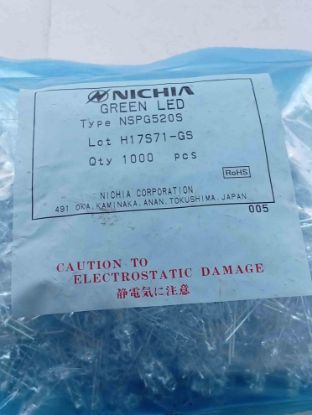 NICHIA
GREEN LED
Type NSPG520S
Lot H17S71-GS
Qty 1000 pcs
RoHS
NICHIA CORPORATION
491 OKA, KAMINAKA, ANAN, TOKUSHIMA, JAPAN
005
CAUTION TO
ELECTROSTATIC DAMAGE
静電気に注意